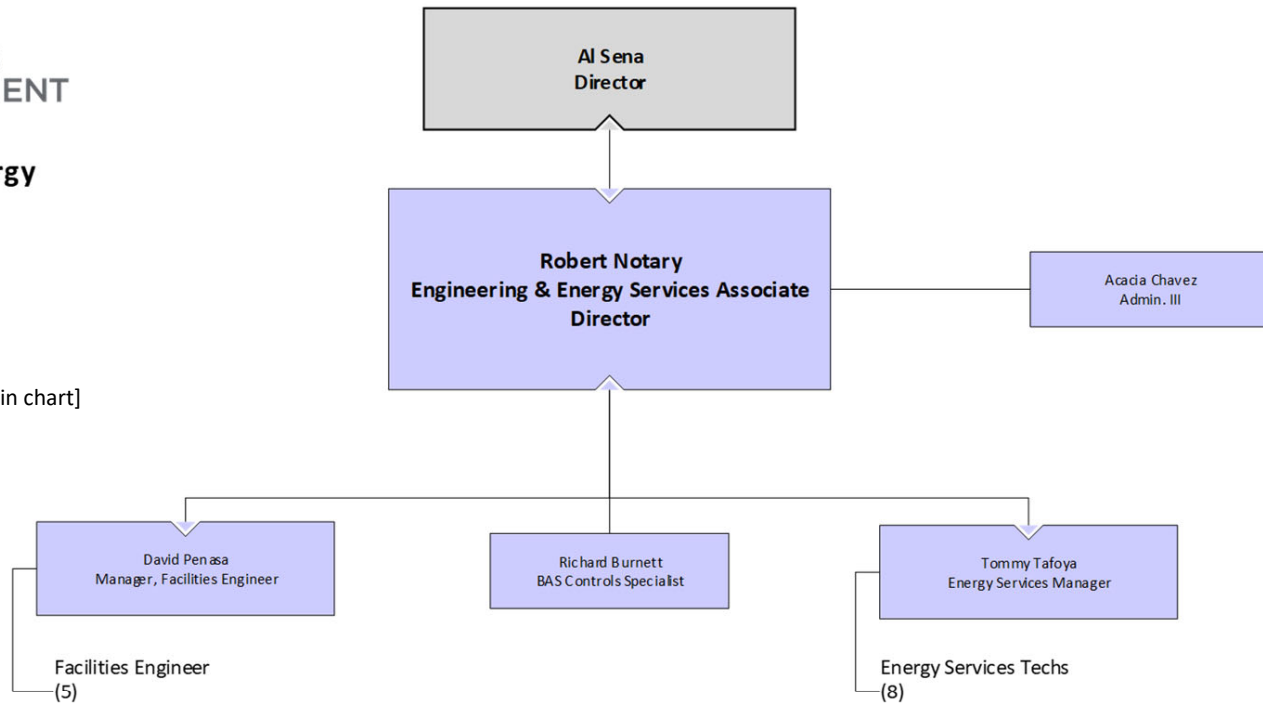 Al Sena
Director
ENT
rgy
Robert Notary
Engineering & Energy Services Associate
Director
Acacia Chavez
Admin. III
in chart]
David Penasa
Manager, Facilities Engineer
Richard Burnett
BAS Controls Specialist
Tommy Tafoya
Energy Services Manager
Facilities Engineer
(5)
Energy Services Techs
(8)